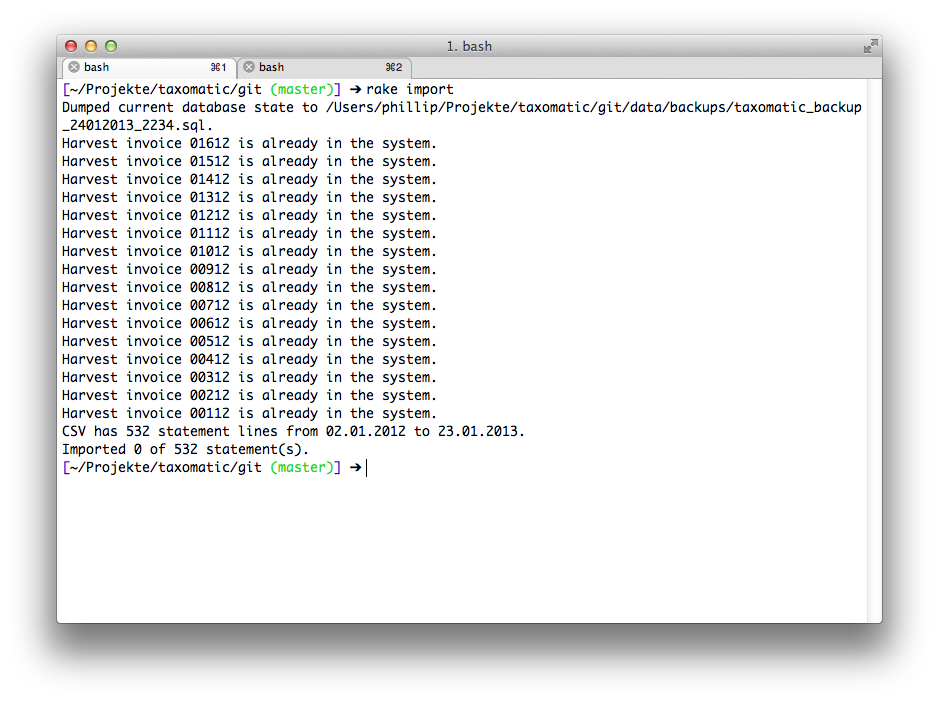 1. bash
bash ⌘1 bash ⌘2
[~/Projekte/taxomatic/git (master)] ➔ rake import
Dumped current database state to /Users/phillip/Projekte/taxomatic/git/data/backups/taxomatic_backup
_24012013_2234.sql.
Harvest invoice 01612 is already in the system.
Harvest invoice 01512 is already in the system.
Harvest invoice 01412 is already in the system.
Harvest invoice 01312 is already in the system.
Harvest invoice 01212 is already in the system.
Harvest invoice 01112 is already in the system.
Harvest invoice 01012 is already in the system.
Harvest invoice 00912 is already in the system.
Harvest invoice 00812 is already in the system.
Harvest invoice 00712 is already in the system.
Harvest invoice 00612 is already in the system.
Harvest invoice 00512 is already in the system.
Harvest invoice 00412 is already in the system.
Harvest invoice 00312 is already in the system.
Harvest invoice 00212 is already in the system.
Harvest invoice 00112 is already in the system.
CSV has 532 statement lines from 02.01.2012 to 23.01.2013.
Imported 0 of 532 statement(s).
[~/Projekte/taxomatic/git (master)] ➔